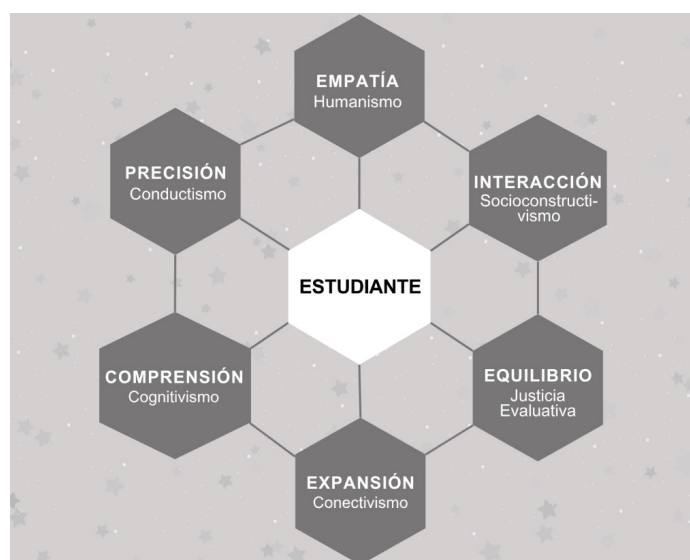 EMPATÍA
Humanismo
PRECISIÓN
Conductismo
INTERACCIÓN
Socioconstructi-
vismo
ESTUDIANTE
COMPRENSIÓN
Cognitivismo
EQUILIBRIO
Justicia
Evaluativa
EXPANSIÓN
Conectivismo